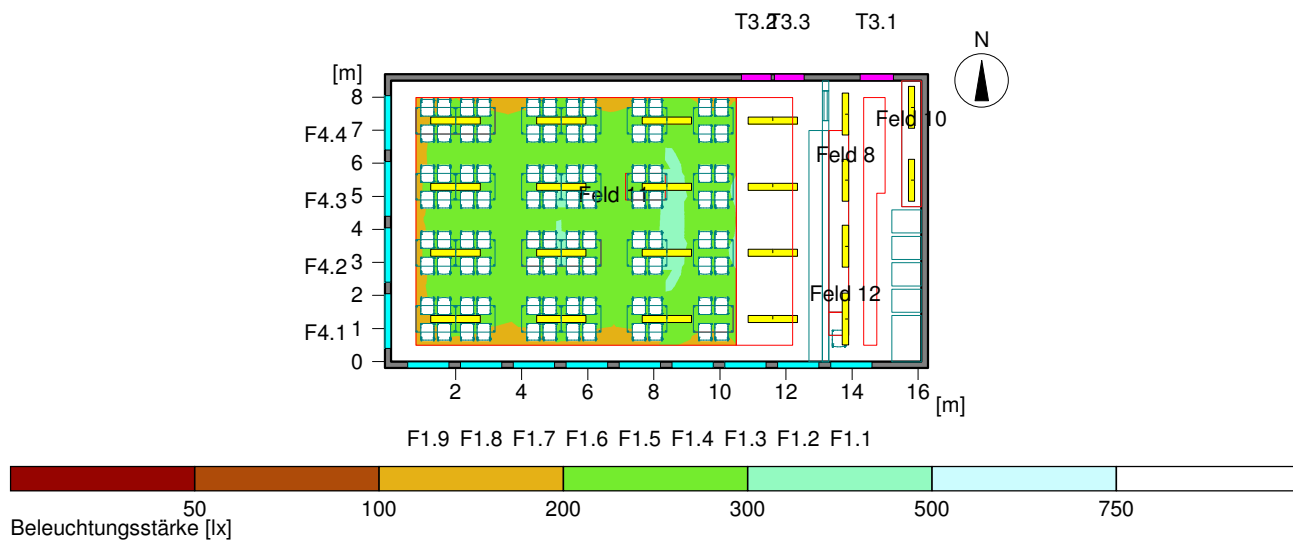 T3.2 T3.3 T3.1
N
[m]
8
7
6
5
4
3
2
1
0
F4.4
F4.3
F4.2
F4.1
Feld 10
Feld 8
Feld 11
Feld 12
2 4 6 8 10 12 14 16
[m]
F1.9 F1.8 F1.7 F1.6 F1.5 F1.4 F1.3 F1.2 F1.1
50 100 200 300 500 750
Beleuchtungsstärke [lx]